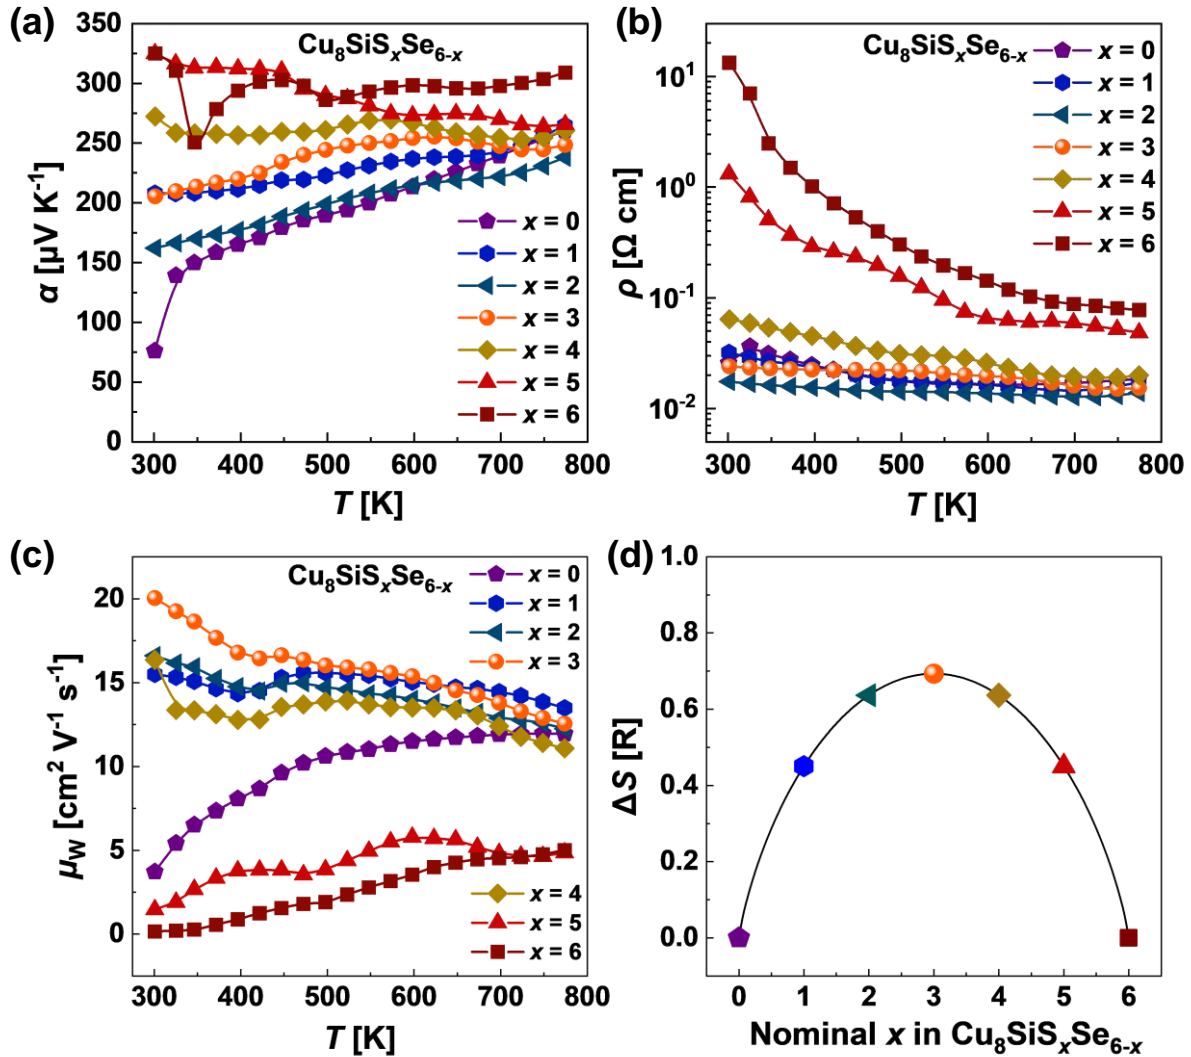 (a)
Cu₈SiSₓSe₆₋ₓ
350
300
250
200
150
100
50
0
α [µV K⁻¹]
x = 0
x = 1
x = 2
x = 3
x = 4
x = 5
x = 6
300 400 500 600 700 800
T [K]
(b)
Cu₈SiSₓSe₆₋ₓ
10¹
10⁰
10⁻¹
10⁻²
ρ [Ω cm]
x = 0
x = 1
x = 2
x = 3
x = 4
x = 5
x = 6
300 400 500 600 700 800
T [K]
(c)
Cu₈SiSₓSe₆₋ₓ
20
15
10
5
0
µ_W [cm² V⁻¹ s⁻¹]
x = 0
x = 1
x = 2
x = 3
x = 4
x = 5
x = 6
300 400 500 600 700 800
T [K]
(d)
1.0
0.8
0.6
0.4
0.2
0.0
ΔS [R]
0 1 2 3 4 5 6
Nominal x in Cu₈SiSₓSe₆₋ₓ